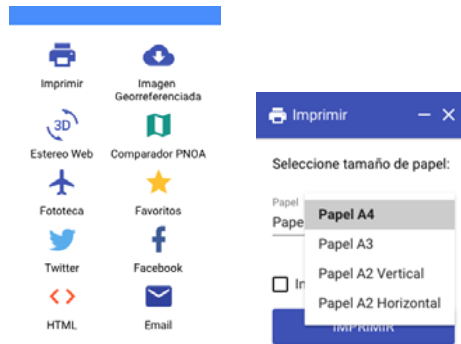 Imprimir
Imagen
Georreferenciada
3D
Estereo Web
Comparador PNOA
Fototeca
Favoritos
Twitter
Facebook
HTML
Email
Imprimir
Seleccione tamaño de papel:
Papel
Pape
Papel A4
Papel A3
Papel A2 Vertical
Papel A2 Horizontal
IMPRIMIR